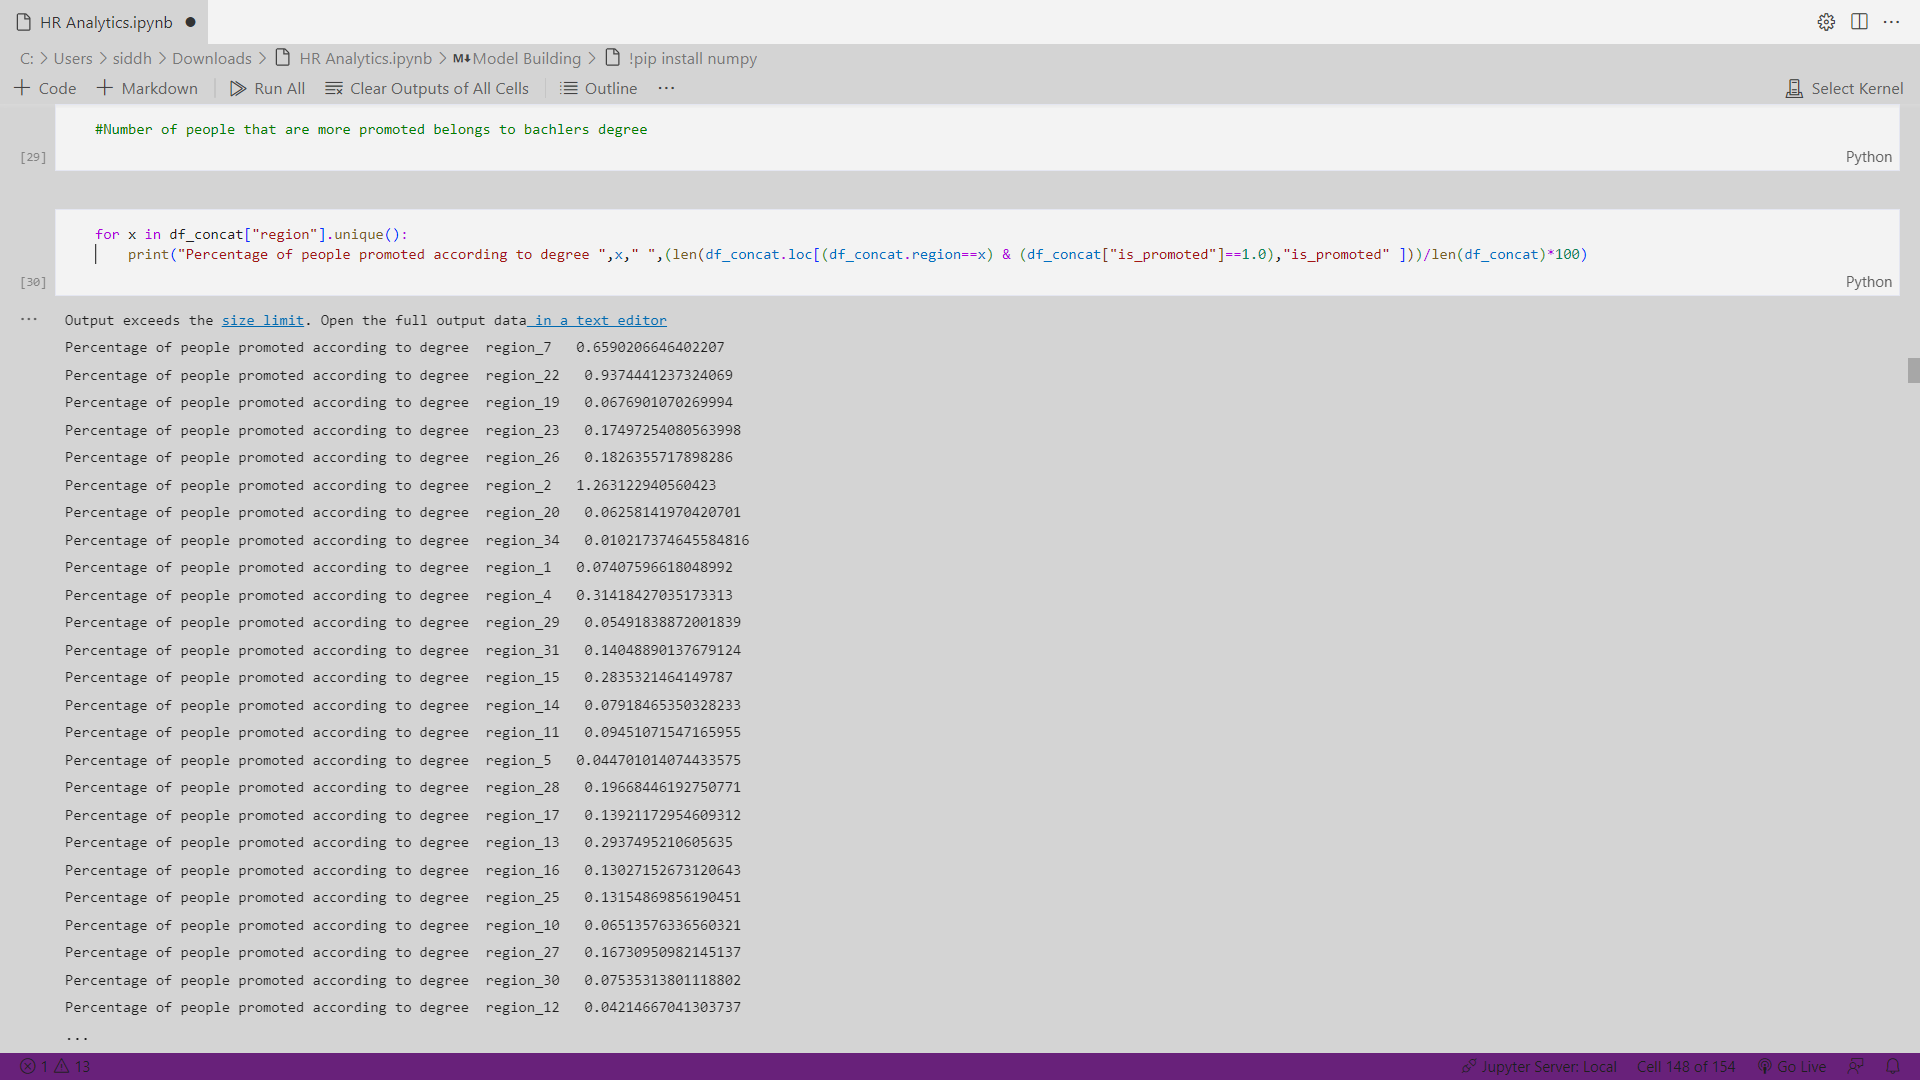 HR Analytics.ipynb
C: > Users > siddh > Downloads > HR Analytics.ipynb > M↓Model Building > !pip install numpy
+ Code + Markdown Run All Clear Outputs of All Cells Outline ... Select Kernel
#Number of people that are more promoted belongs to bachlers degree
[29] Python
for x in df_concat["region"].unique():
    print("Percentage of people promoted according to degree ",x," ",(len(df_concat.loc[(df_concat.region==x) & (df_concat["is_promoted"]==1.0),"is_promoted" ]))/len(df_concat)*100)
[30] Python
... Output exceeds the size limit. Open the full output data in a text editor
Percentage of people promoted according to degree  region_7   0.6590206646402207
Percentage of people promoted according to degree  region_22   0.9374441237324069
Percentage of people promoted according to degree  region_19   0.0676901070269994
Percentage of people promoted according to degree  region_23   0.17497254080563998
Percentage of people promoted according to degree  region_26   0.1826355717898286
Percentage of people promoted according to degree  region_2   1.263122940560423
Percentage of people promoted according to degree  region_20   0.06258141970420701
Percentage of people promoted according to degree  region_34   0.010217374645584816
Percentage of people promoted according to degree  region_1   0.07407596618048992
Percentage of people promoted according to degree  region_4   0.31418427035173313
Percentage of people promoted according to degree  region_29   0.05491838872001839
Percentage of people promoted according to degree  region_31   0.14048890137679124
Percentage of people promoted according to degree  region_15   0.2835321464149787
Percentage of people promoted according to degree  region_14   0.07918465350328233
Percentage of people promoted according to degree  region_11   0.09451071547165955
Percentage of people promoted according to degree  region_5   0.044701014074433575
Percentage of people promoted according to degree  region_28   0.19668446192750771
Percentage of people promoted according to degree  region_17   0.13921172954609312
Percentage of people promoted according to degree  region_13   0.2937495210605635
Percentage of people promoted according to degree  region_16   0.13027152673120643
Percentage of people promoted according to degree  region_25   0.13154869856190451
Percentage of people promoted according to degree  region_10   0.06513576336560321
Percentage of people promoted according to degree  region_27   0.16730950982145137
Percentage of people promoted according to degree  region_30   0.07535313801118802
Percentage of people promoted according to degree  region_12   0.04214667041303737
...
1 13 Jupyter Server: Local Cell 148 of 154 Go Live